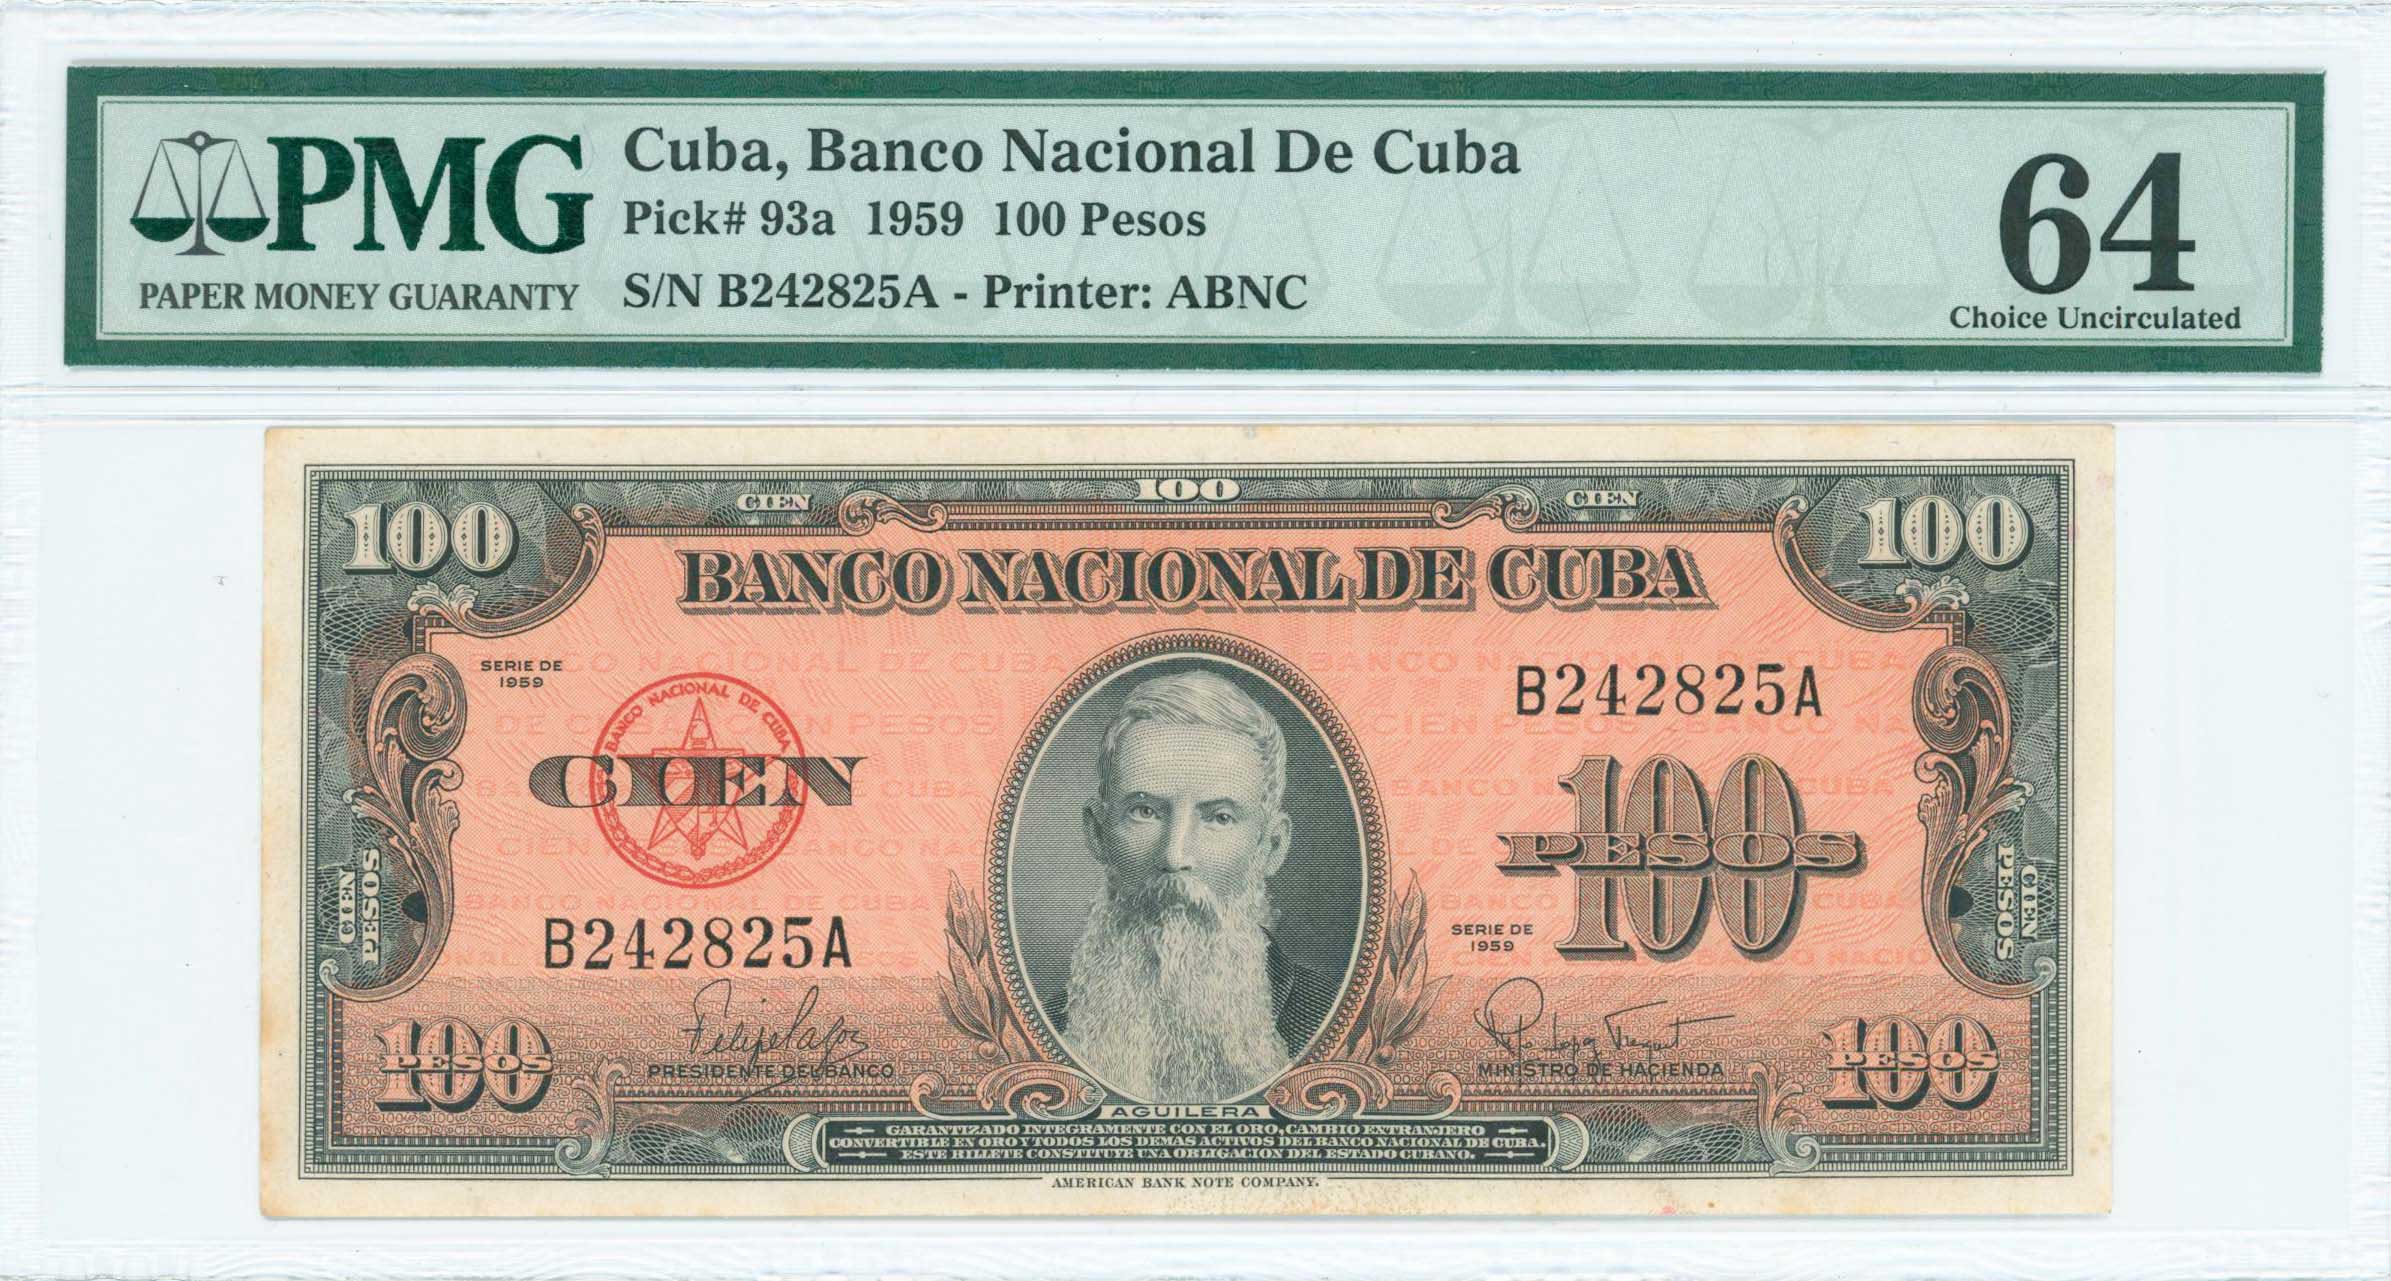 PMG
PAPER MONEY GUARANTY
Cuba, Banco Nacional De Cuba
Pick# 93a 1959 100 Pesos
S/N B242825A - Printer: ABNC
64
Choice Uncirculated
100 CIEN 100 CIEN 100
BANCO NACIONAL DE CUBA
SERIE DE
1959
BANCO NACIONAL DE CUBA
B242825A
CIEN
100
PESOS
CIEN
PESOS
CIEN
PESOS
B242825A
SERIE DE
1959
Felipe Pazos
PRESIDENTE DEL BANCO
MINISTRO DE HACIENDA
100
PESOS
100
PESOS
AGUILERA
GARANTIZADO INTEGRAMENTE CON EL ORO, CAMBIO EXTRANJERO
CONVERTIBLE EN ORO Y TODOS LOS DEMAS ACTIVOS DEL BANCO NACIONAL DE CUBA.
ESTE BILLETE CONSTITUYE UNA OBLIGACION DEL ESTADO CUBANO.
AMERICAN BANK NOTE COMPANY.